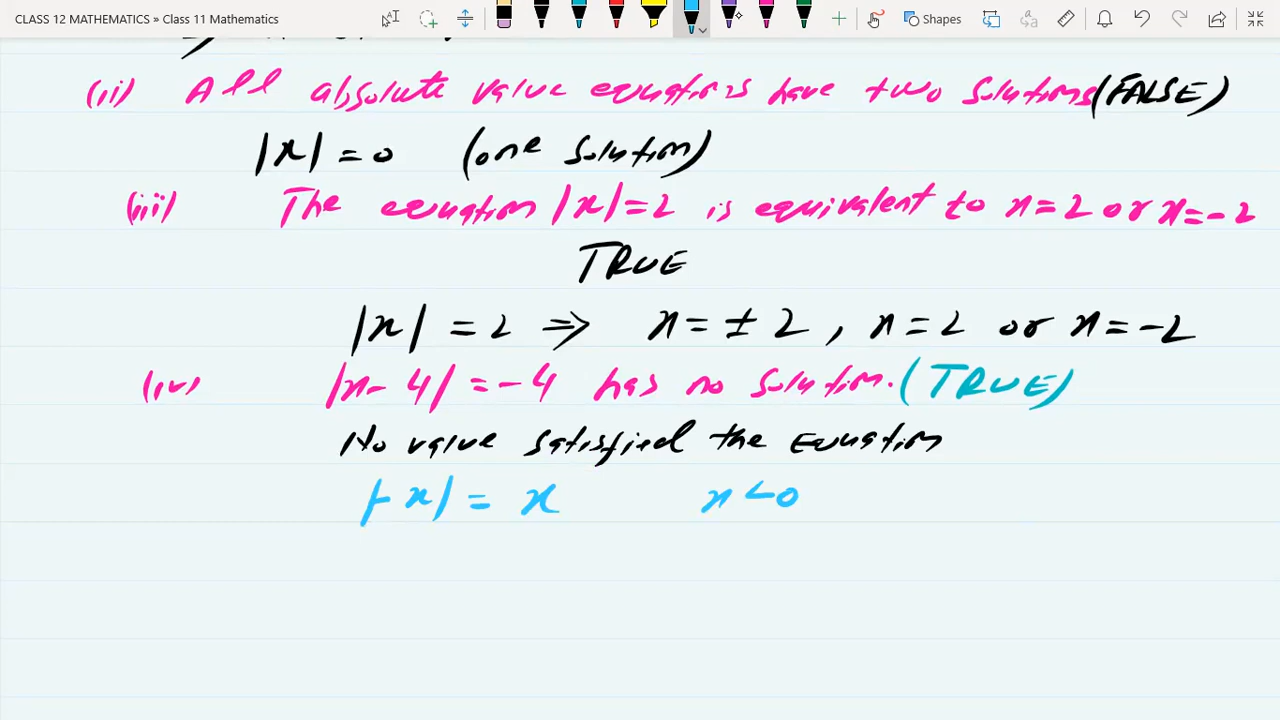 CLASS 12 MATHEMATICS » Class 11 Mathematics Shapes
(ii) All absolute value equations have two solutions (FALSE)
|x| = 0 (one solution)
(iii) The equation |x| = 2 is equivalent to x = 2 or x = -2
TRUE
|x| = 2 ⇒ x = ± 2 , x = 2 or x = -2
(iv) |x - 4| = -4 has no solution. (TRUE)
No value satisfied the Equation
|-x| = x x < 0